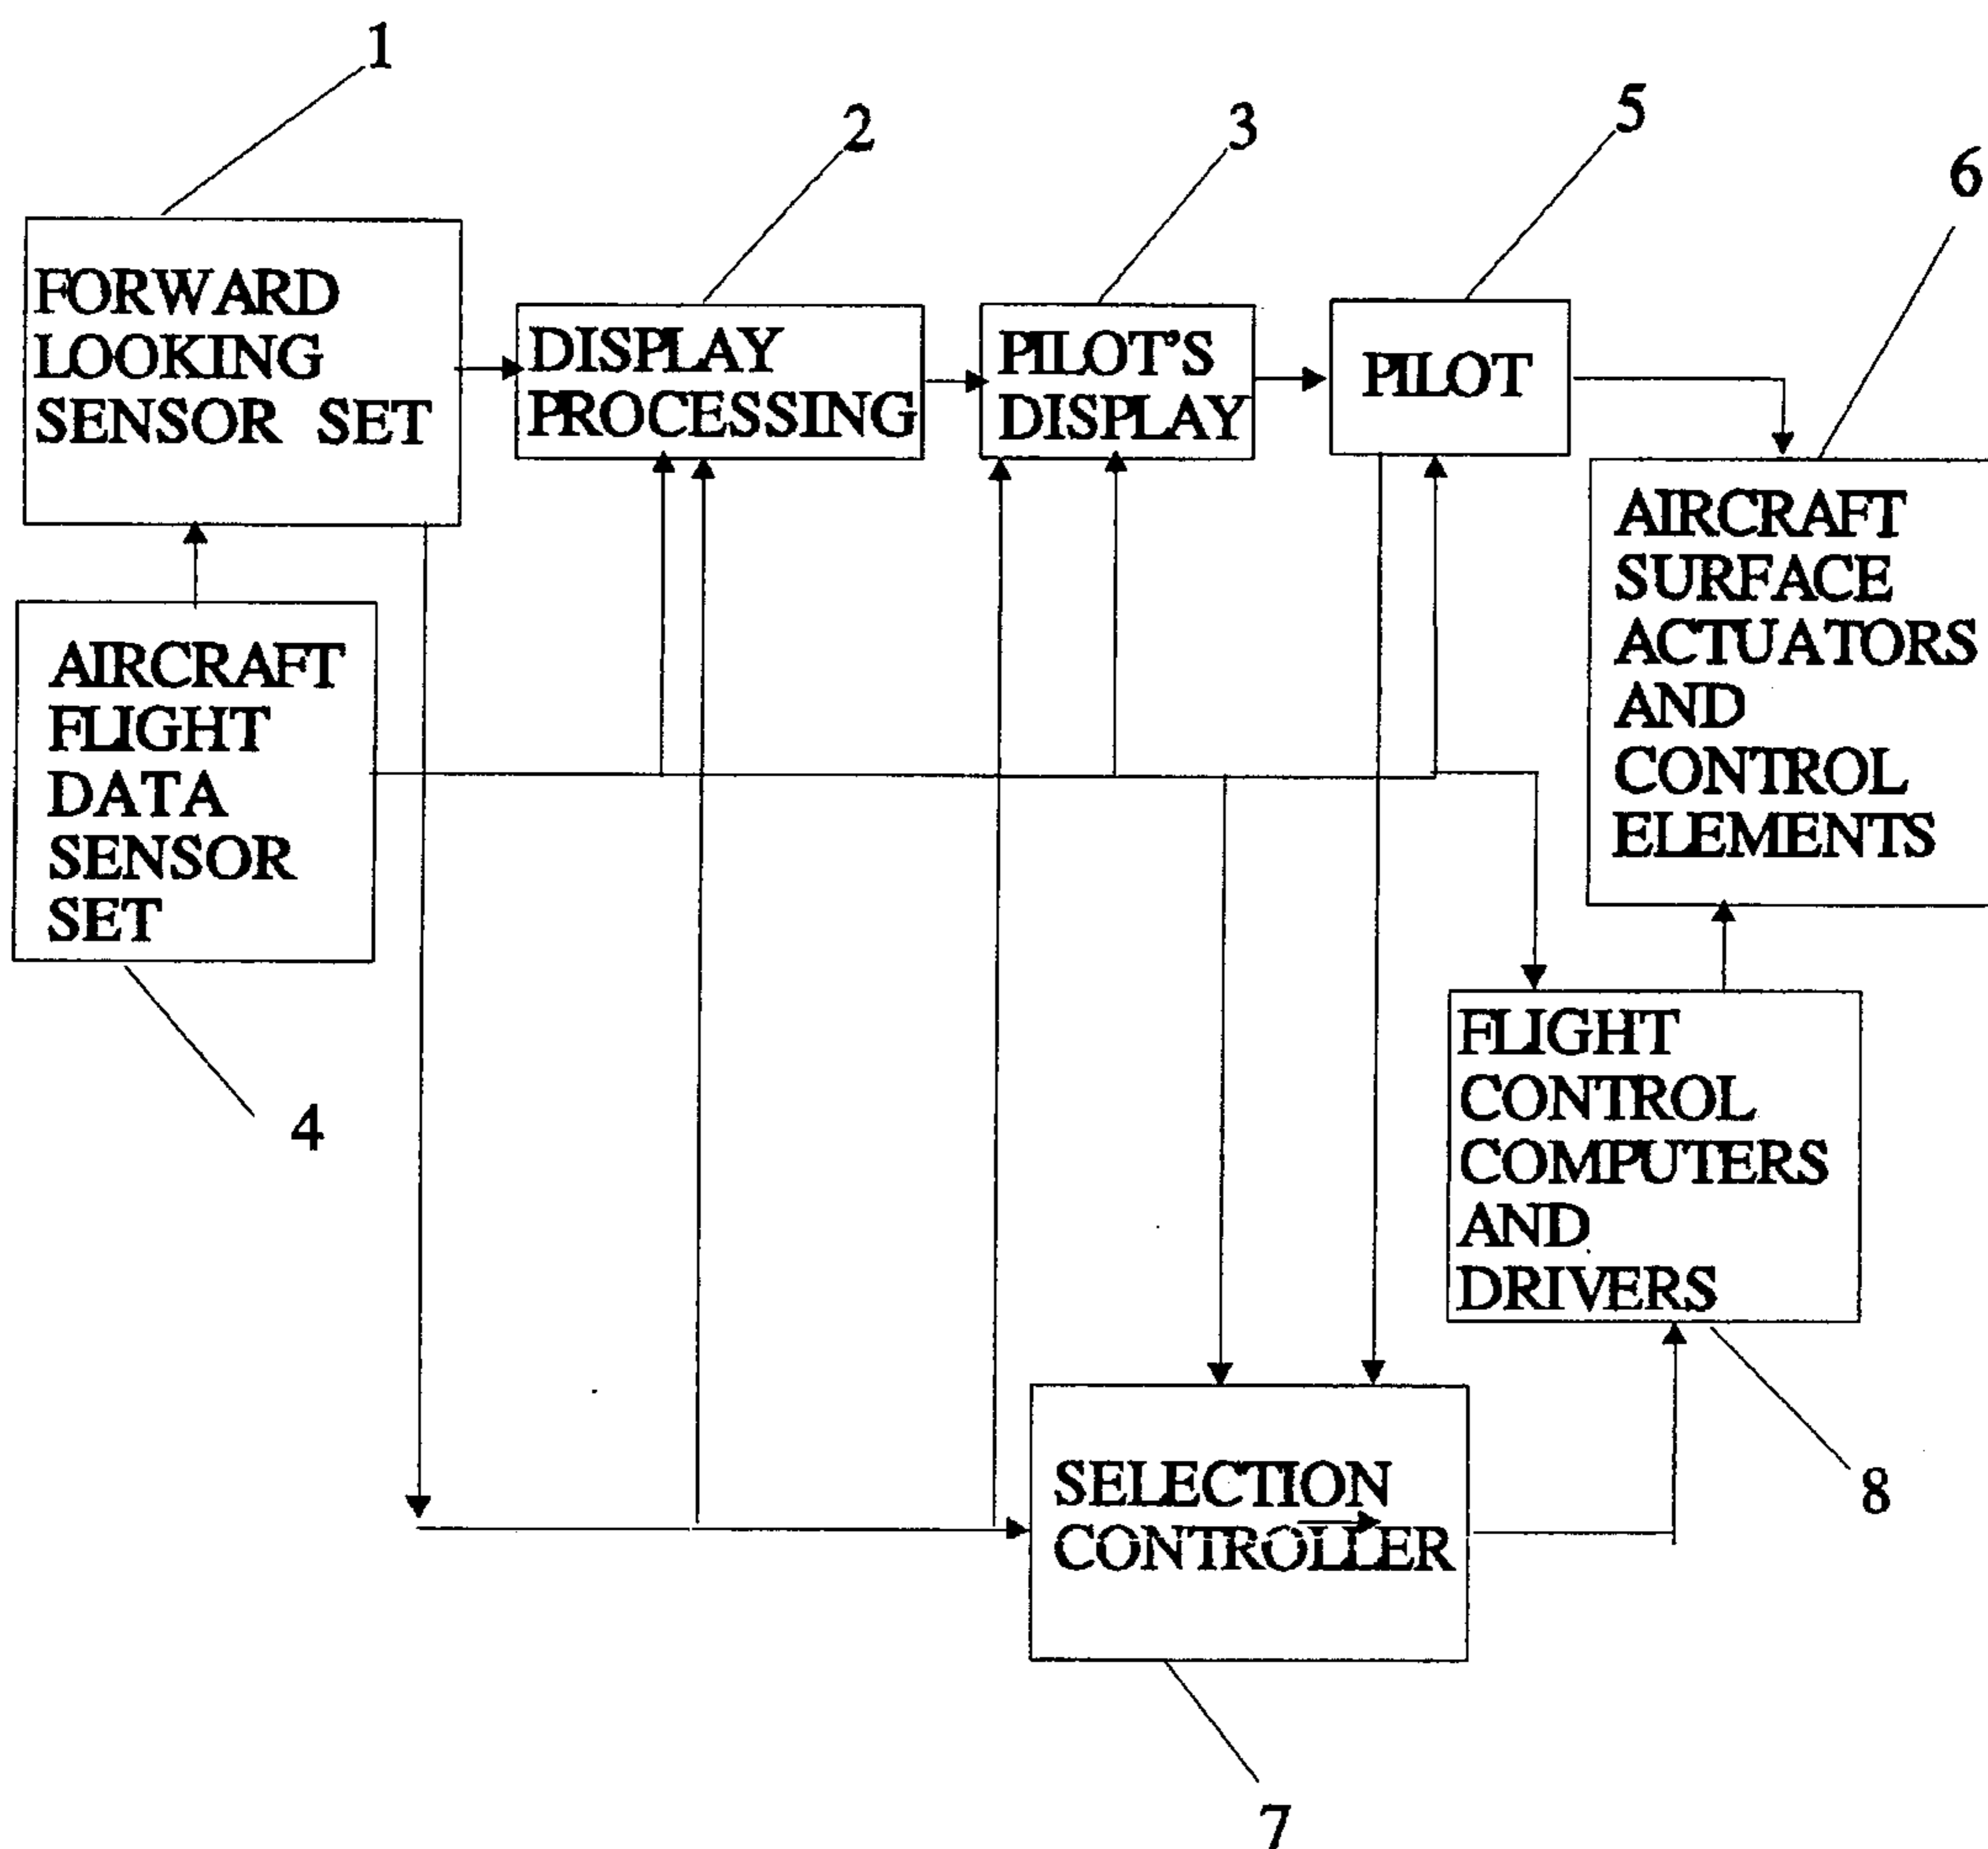 1
2
3
5
6
FORWARD
LOOKING
SENSOR SET
DISPLAY
PROCESSING
PILOT'S
DISPLAY
PILOT
AIRCRAFT
SURFACE
ACTUATORS
AND
CONTROL
ELEMENTS
AIRCRAFT
FLIGHT
DATA
SENSOR
SET
4
FLIGHT
CONTROL
COMPUTERS
AND
DRIVERS
8
SELECTION
CONTROLLER
7